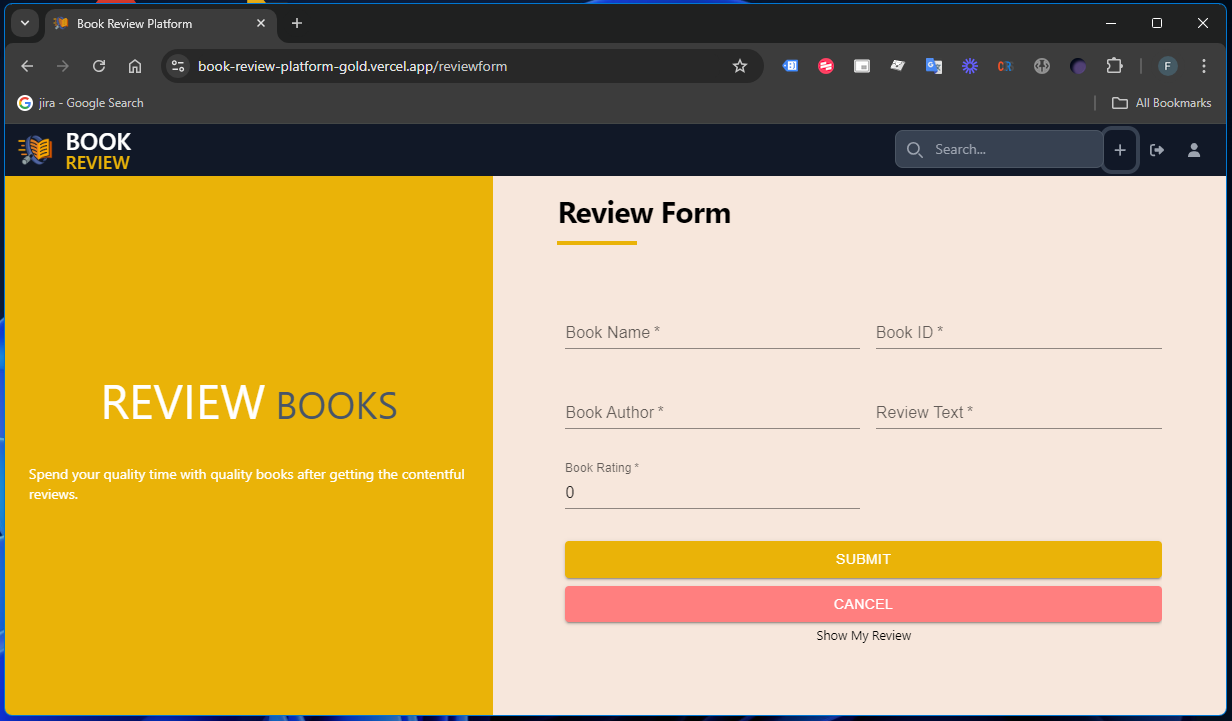 Book Review Platform
book-review-platform-gold.vercel.app/reviewform
F
jira - Google Search
All Bookmarks
BOOK
REVIEW
Search...
Review Form
Book Name *
Book ID *
REVIEW BOOKS
Book Author *
Review Text *
Spend your quality time with quality books after getting the contentful
reviews.
Book Rating *
0
SUBMIT
CANCEL
Show My Review